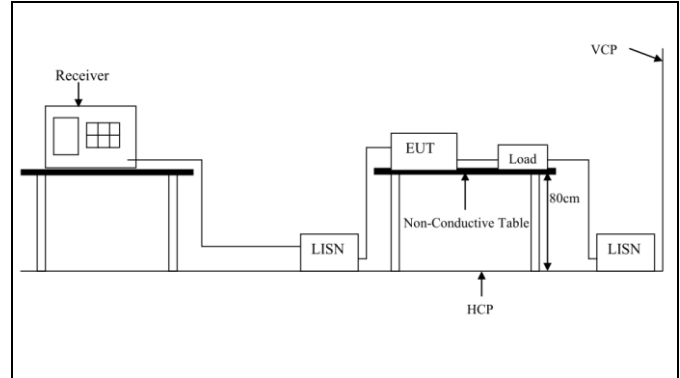 VCP
Receiver
EUT
Load
80cm
Non-Conductive Table
LISN
LISN
HCP